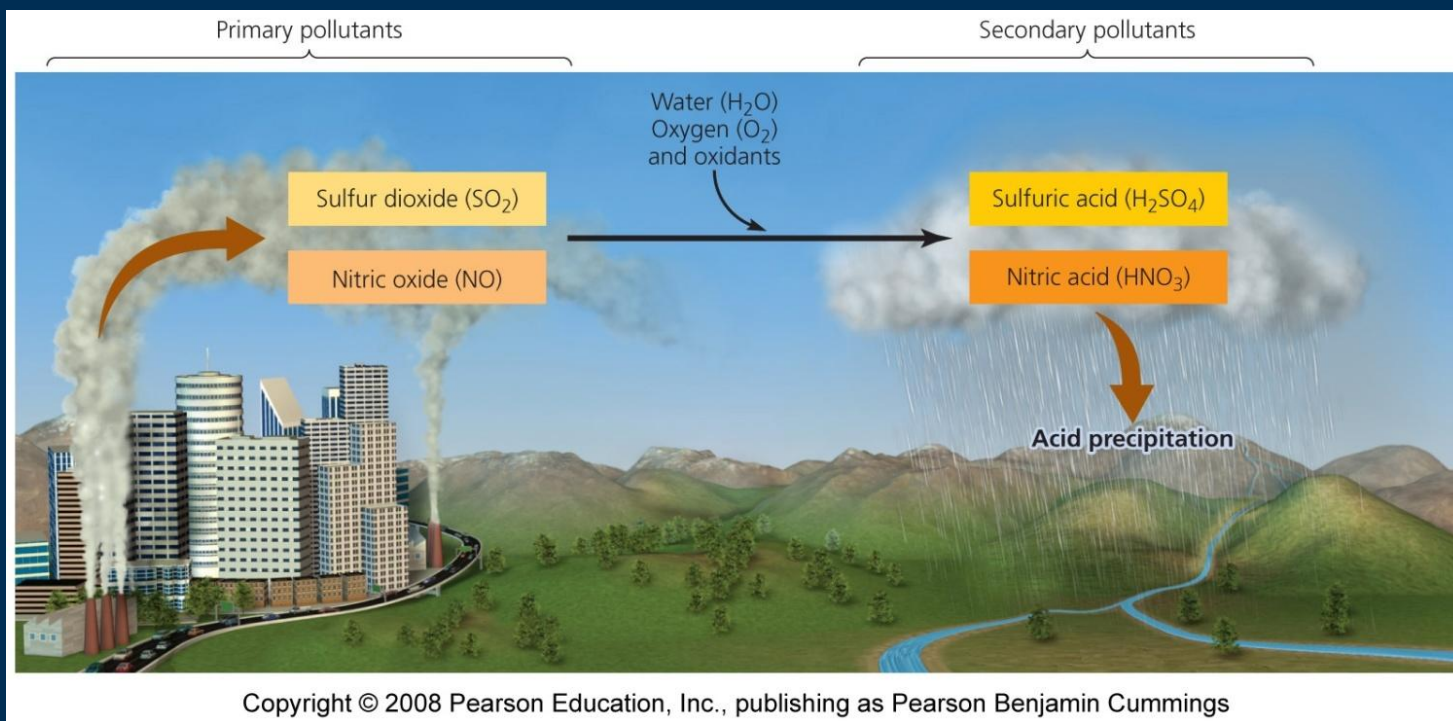 Primary pollutants
Secondary pollutants
Water (H₂O)
Oxygen (O₂)
and oxidants
Sulfur dioxide (SO₂)
Nitric oxide (NO)
Sulfuric acid (H₂SO₄)
Nitric acid (HNO₃)
Acid precipitation
Copyright © 2008 Pearson Education, Inc., publishing as Pearson Benjamin Cummings